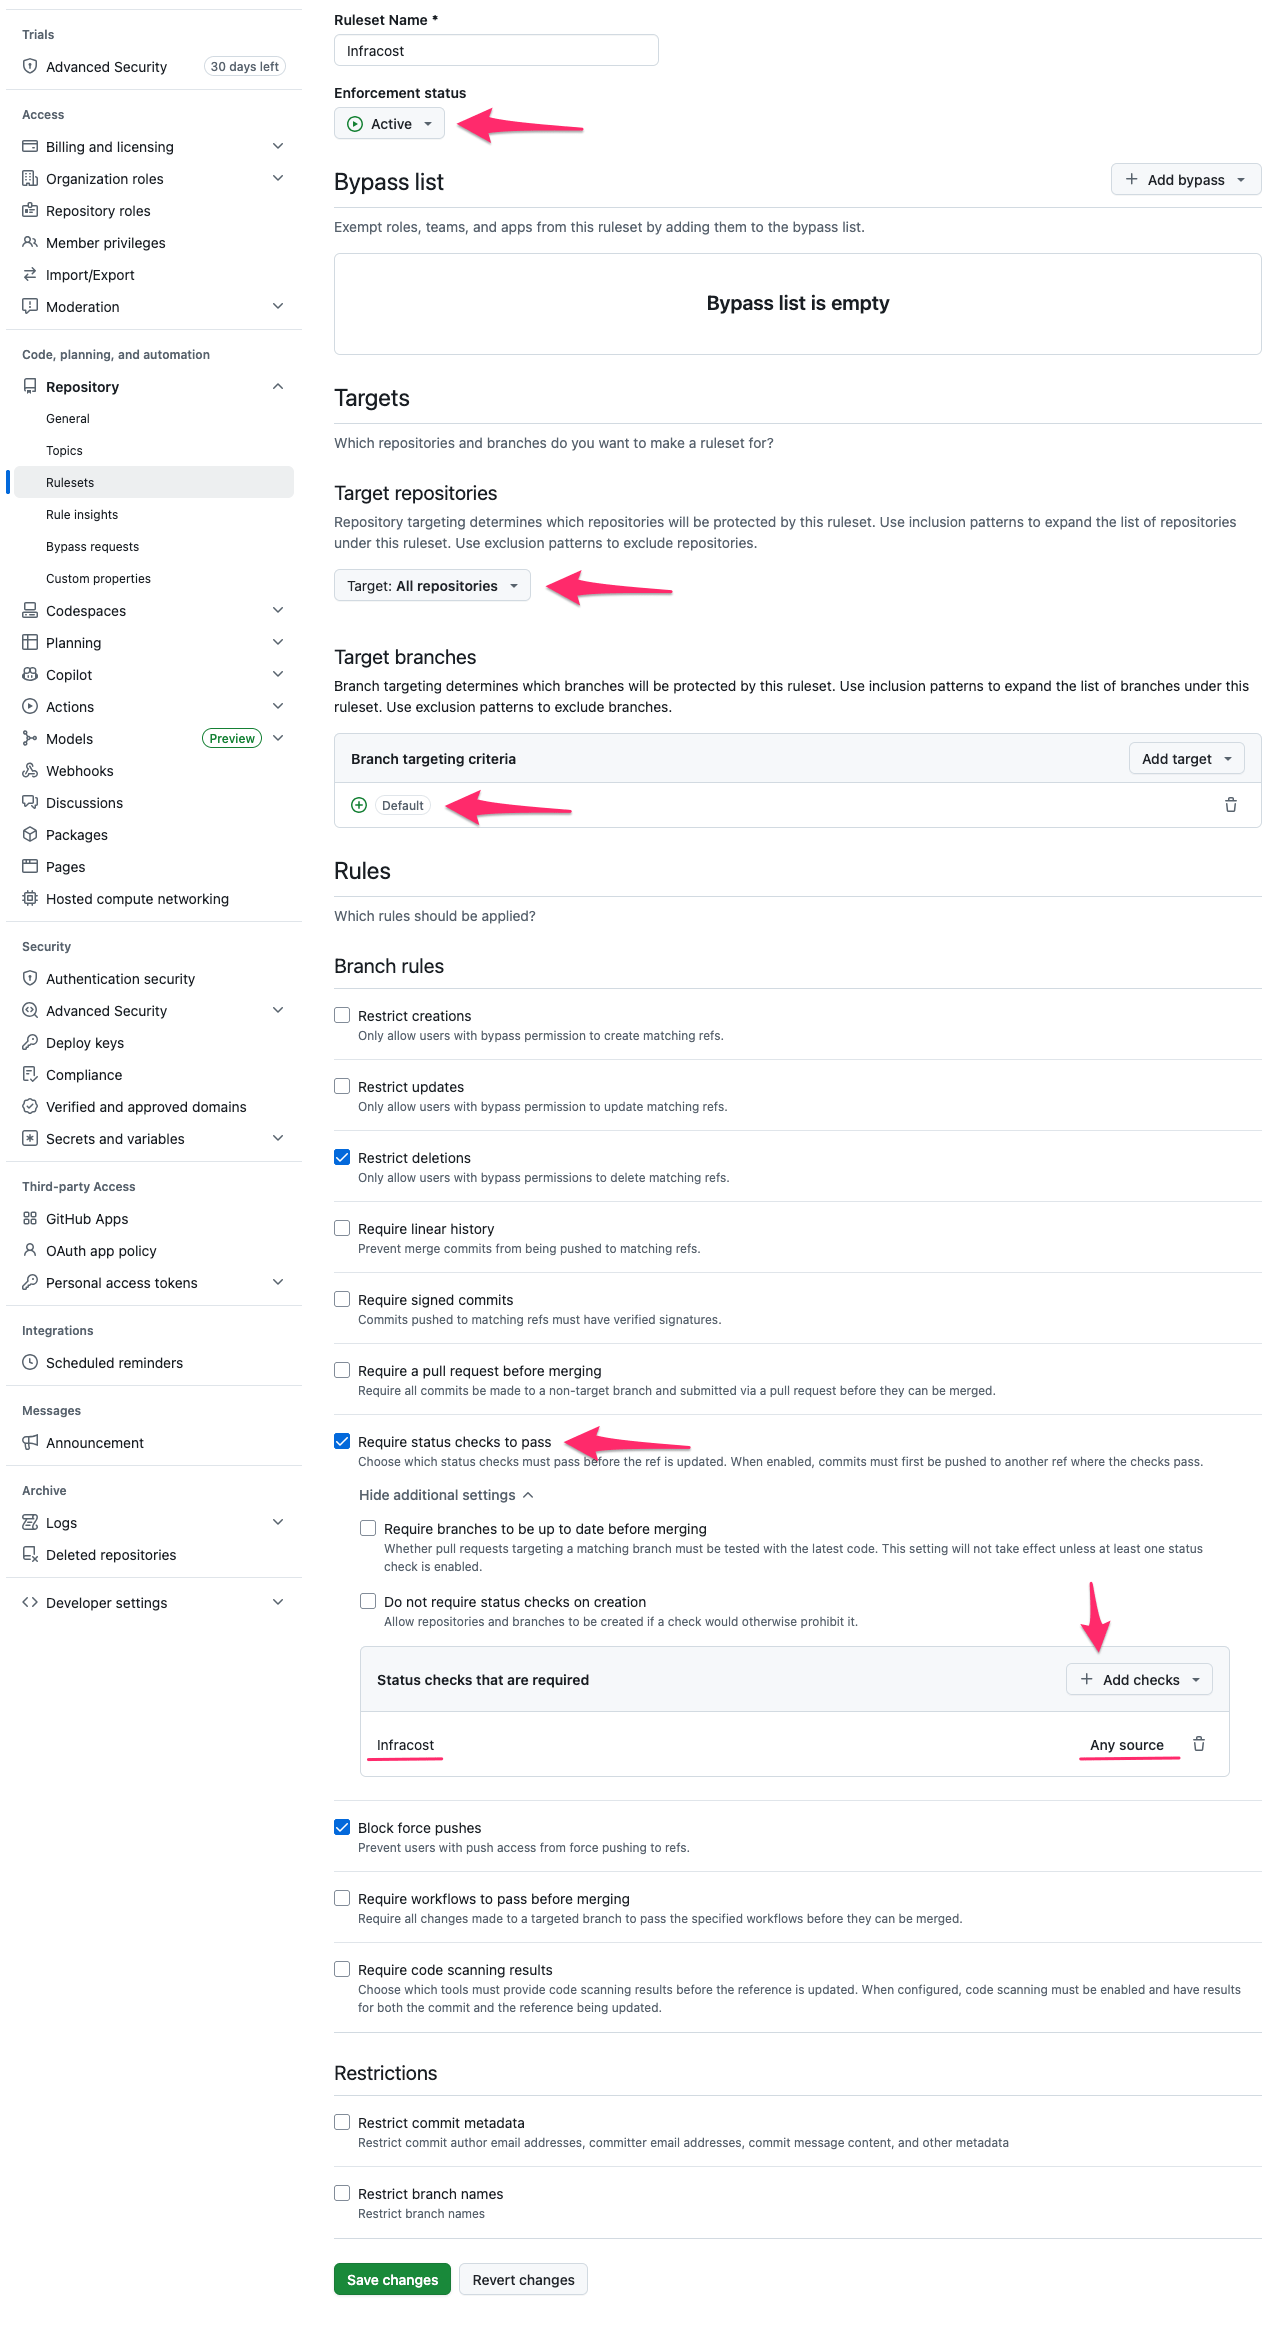 Trials
Advanced Security
30 days left
Access
Billing and licensing
Organization roles
Repository roles
Member privileges
Import/Export
Moderation
Code, planning, and automation
Repository
General
Topics
Rulesets
Rule insights
Bypass requests
Custom properties
Codespaces
Planning
Copilot
Actions
Models
Preview
Webhooks
Discussions
Packages
Pages
Hosted compute networking
Security
Authentication security
Advanced Security
Deploy keys
Compliance
Verified and approved domains
Secrets and variables
Third-party Access
GitHub Apps
OAuth app policy
Personal access tokens
Integrations
Scheduled reminders
Messages
Announcement
Archive
Logs
Deleted repositories
Developer settings
Ruleset Name *
Infracost
Enforcement status
Active
Bypass list
Add bypass
Exempt roles, teams, and apps from this ruleset by adding them to the bypass list.
Bypass list is empty
Targets
Which repositories and branches do you want to make a ruleset for?
Target repositories
Repository targeting determines which repositories will be protected by this ruleset. Use inclusion patterns to expand the list of repositories
under this ruleset. Use exclusion patterns to exclude repositories.
Target: All repositories
Target branches
Branch targeting determines which branches will be protected by this ruleset. Use inclusion patterns to expand the list of branches under this
ruleset. Use exclusion patterns to exclude branches.
Branch targeting criteria
Add target
Default
Rules
Which rules should be applied?
Branch rules
Restrict creations
Only allow users with bypass permission to create matching refs.
Restrict updates
Only allow users with bypass permission to update matching refs.
Restrict deletions
Only allow users with bypass permissions to delete matching refs.
Require linear history
Prevent merge commits from being pushed to matching refs.
Require signed commits
Commits pushed to matching refs must have verified signatures.
Require a pull request before merging
Require all commits be made to a non-target branch and submitted via a pull request before they can be merged.
Require status checks to pass
Choose which status checks must pass before the ref is updated. When enabled, commits must first be pushed to another ref where the checks pass.
Hide additional settings
Require branches to be up to date before merging
Whether pull requests targeting a matching branch must be tested with the latest code. This setting will not take effect unless at least one status
check is enabled.
Do not require status checks on creation
Allow repositories and branches to be created if a check would otherwise prohibit it.
Status checks that are required
Add checks
Infracost
Any source
Block force pushes
Prevent users with push access from force pushing to refs.
Require workflows to pass before merging
Require all changes made to a targeted branch to pass the specified workflows before they can be merged.
Require code scanning results
Choose which tools must provide code scanning results before the reference is updated. When configured, code scanning must be enabled and have results
for both the commit and the reference being updated.
Restrictions
Restrict commit metadata
Restrict commit author email addresses, committer email addresses, commit message content, and other metadata
Restrict branch names
Restrict branch names
Save changes
Revert changes